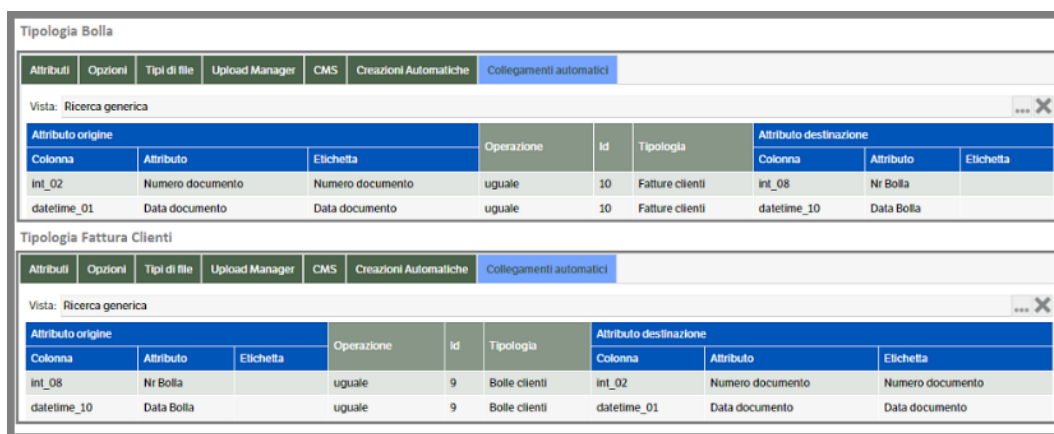 Tipologia Bolla
Attributi Opzioni Tipi di file Upload Manager CMS Creazioni Automatiche Collegamenti automatici
Vista: Ricerca generica ...
Attributo origine Operazione Id Tipologia Attributo destinazione
Colonna Attributo Etichetta Colonna Attributo Etichetta
int_02 Numero documento Numero documento uguale 10 Fatture clienti int_08 Nr Bolla
datetime_01 Data documento Data documento uguale 10 Fatture clienti datetime_10 Data Bolla
Tipologia Fattura Clienti
Attributi Opzioni Tipi di file Upload Manager CMS Creazioni Automatiche Collegamenti automatici
Vista: Ricerca generica ...
Attributo origine Operazione Id Tipologia Attributo destinazione
Colonna Attributo Etichetta Colonna Attributo Etichetta
int_08 Nr Bolla uguale 9 Bolle clienti int_02 Numero documento Numero documento
datetime_10 Data Bolla uguale 9 Bolle clienti datetime_01 Data documento Data documento